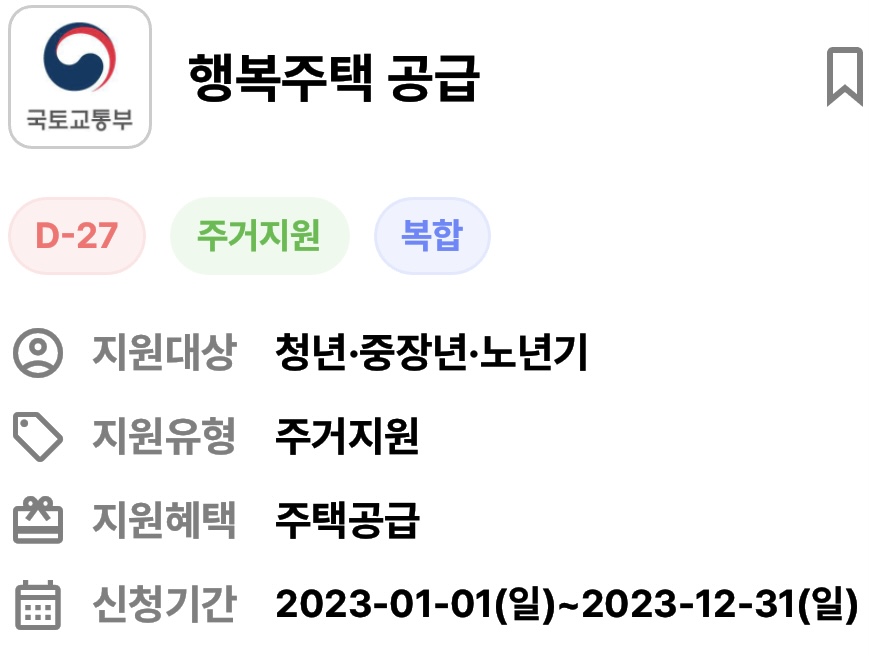 국토교통부
행복주택 공급
D-27 주거지원 복합
지원대상 청년·중장년·노년기
지원유형 주거지원
지원혜택 주택공급
신청기간 2023-01-01(일)~2023-12-31(일)